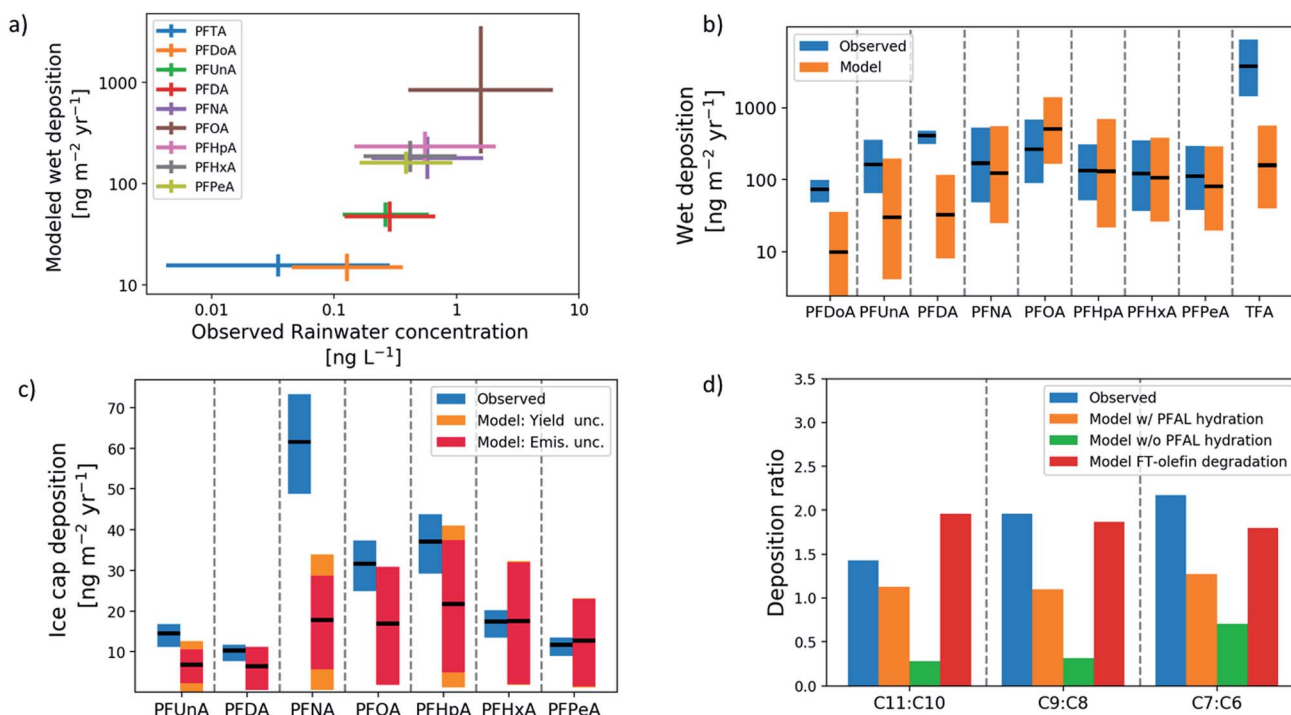 a)
PFTA
PFDoA
PFUnA
PFDA
PFNA
PFOA
PFHpA
PFHxA
PFPeA
1000
100
10
Modeled wet deposition
[ng m⁻² yr⁻¹]
0.01 0.1 1 10
Observed Rainwater concentration
[ng L⁻¹]
b)
Observed
Model
1000
100
10
Wet deposition
[ng m⁻² yr⁻¹]
PFDoA PFUnA PFDA PFNA PFOA PFHpA PFHxA PFPeA TFA
c)
Observed
Model: Yield unc.
Model: Emis. unc.
70
60
50
40
30
20
10
Ice cap deposition
[ng m⁻² yr⁻¹]
PFUnA PFDA PFNA PFOA PFHpA PFHxA PFPeA
d)
Observed
Model w/ PFAL hydration
Model w/o PFAL hydration
Model FT-olefin degradation
3.5
3.0
2.5
2.0
1.5
1.0
0.5
0.0
Deposition ratio
C11:C10 C9:C8 C7:C6